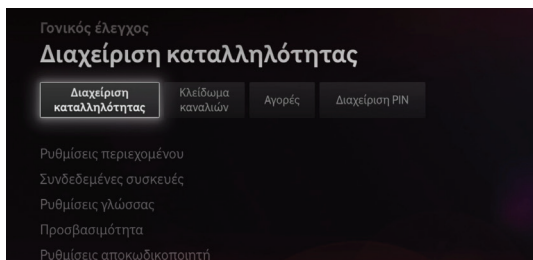 Γονικός έλεγχος
Διαχείριση καταλληλότητας
Διαχείριση
καταλληλότητας
Κλείδωμα
καναλιών
Αγορές
Διαχείριση PIN
Ρυθμίσεις περιεχομένου
Συνδεδεμένες συσκευές
Ρυθμίσεις γλώσσας
Προσβασιμότητα
Ρυθμίσεις αποκωδικοποιητή